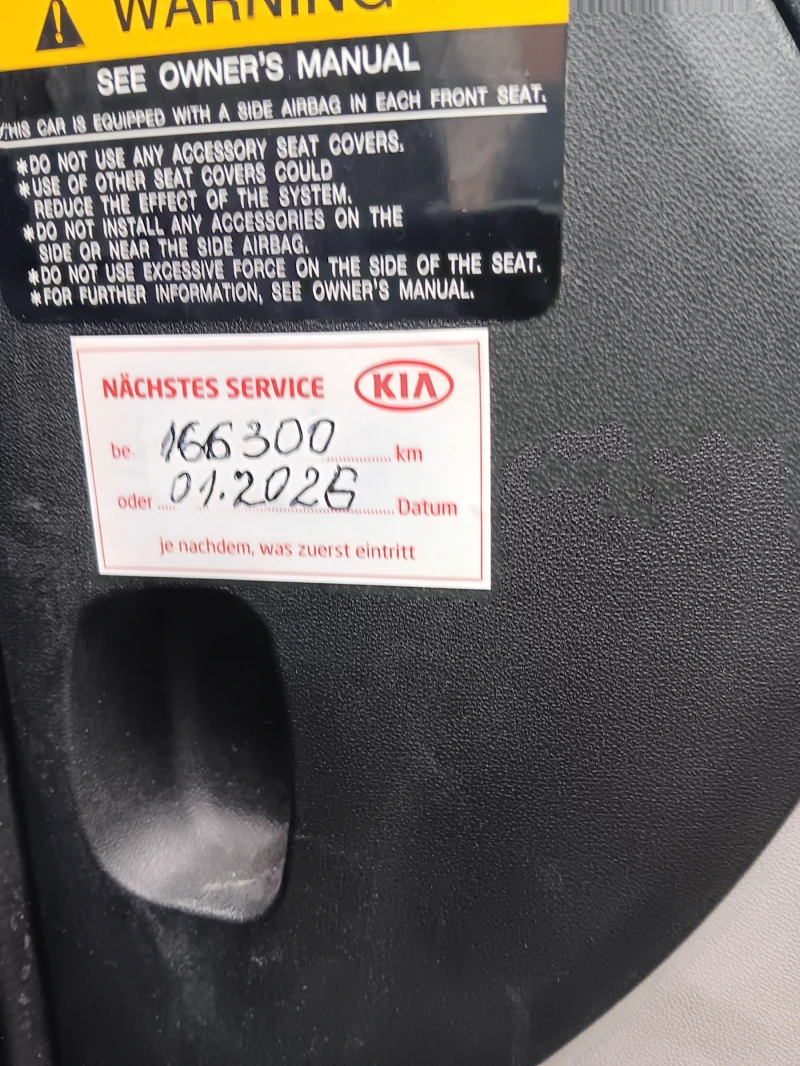 WARNING
SEE OWNER'S MANUAL
THIS CAR IS EQUIPPED WITH A SIDE AIRBAG IN EACH FRONT SEAT.
*DO NOT USE ANY ACCESSORY SEAT COVERS.
*USE OF OTHER SEAT COVERS COULD
REDUCE THE EFFECT OF THE SYSTEM.
*DO NOT INSTALL ANY ACCESSORIES ON THE
SIDE OR NEAR THE SIDE AIRBAG.
*DO NOT USE EXCESSIVE FORCE ON THE SIDE OF THE SEAT.
*FOR FURTHER INFORMATION, SEE OWNER'S MANUAL.
NÄCHSTES SERVICE KIA
be 166300 km
oder 01.2026 Datum
je nachdem, was zuerst eintritt